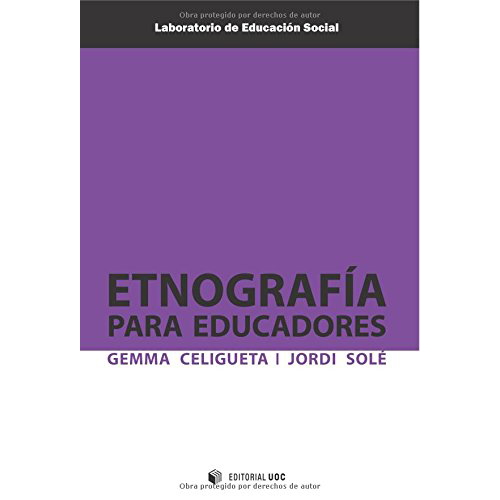 Obra protegido por derechos de autor
Laboratorio de Educación Social
ETNOGRAFÍA
PARA EDUCADORES
GEMMA CELIGUETA | JORDI SOLÉ
EDITORIAL UOC
Obra protegido por derechos de autor